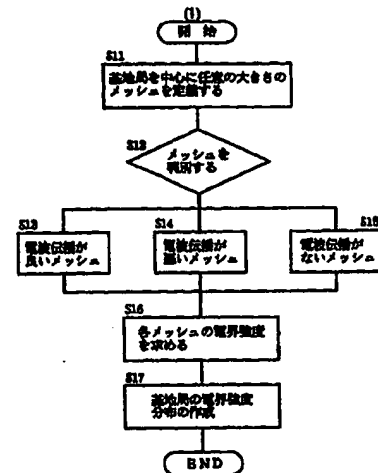 (1)
開 始
S11
基地局を中心に任意の大きさの
メッシュを定義する
S12
メッシュを
判別する
S13
電波伝播が
良いメッシュ
S14
電波伝播が
悪いメッシュ
S15
電波伝播が
ないメッシュ
S16
各メッシュの電界強度
を求める
S17
基地局の電界強度
分布の作成
END